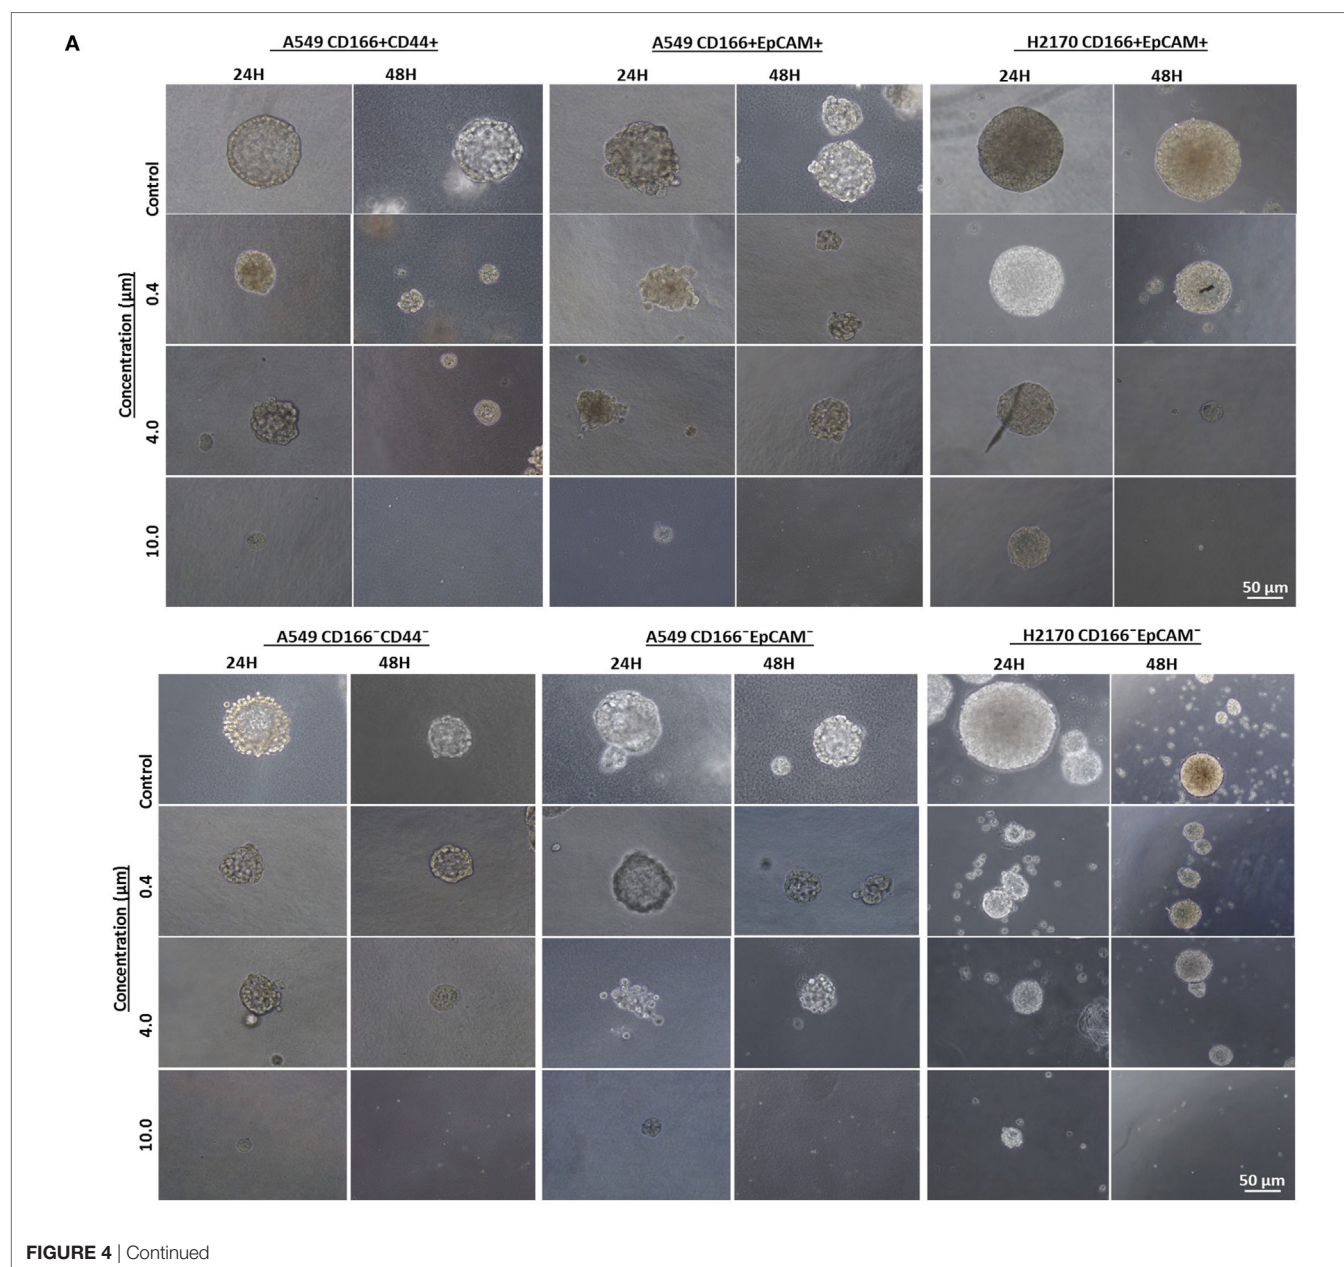 A
A549 CD166+CD44+ A549 CD166+EpCAM+ H2170 CD166+EpCAM+
24H 48H 24H 48H 24H 48H
Control
0.4
4.0
10.0
Concentration (µm)
50 µm
A549 CD166⁻CD44⁻ A549 CD166⁻EpCAM⁻ H2170 CD166⁻EpCAM⁻
24H 48H 24H 48H 24H 48H
Control
0.4
4.0
10.0
Concentration (µm)
50 µm
FIGURE 4 | Continued